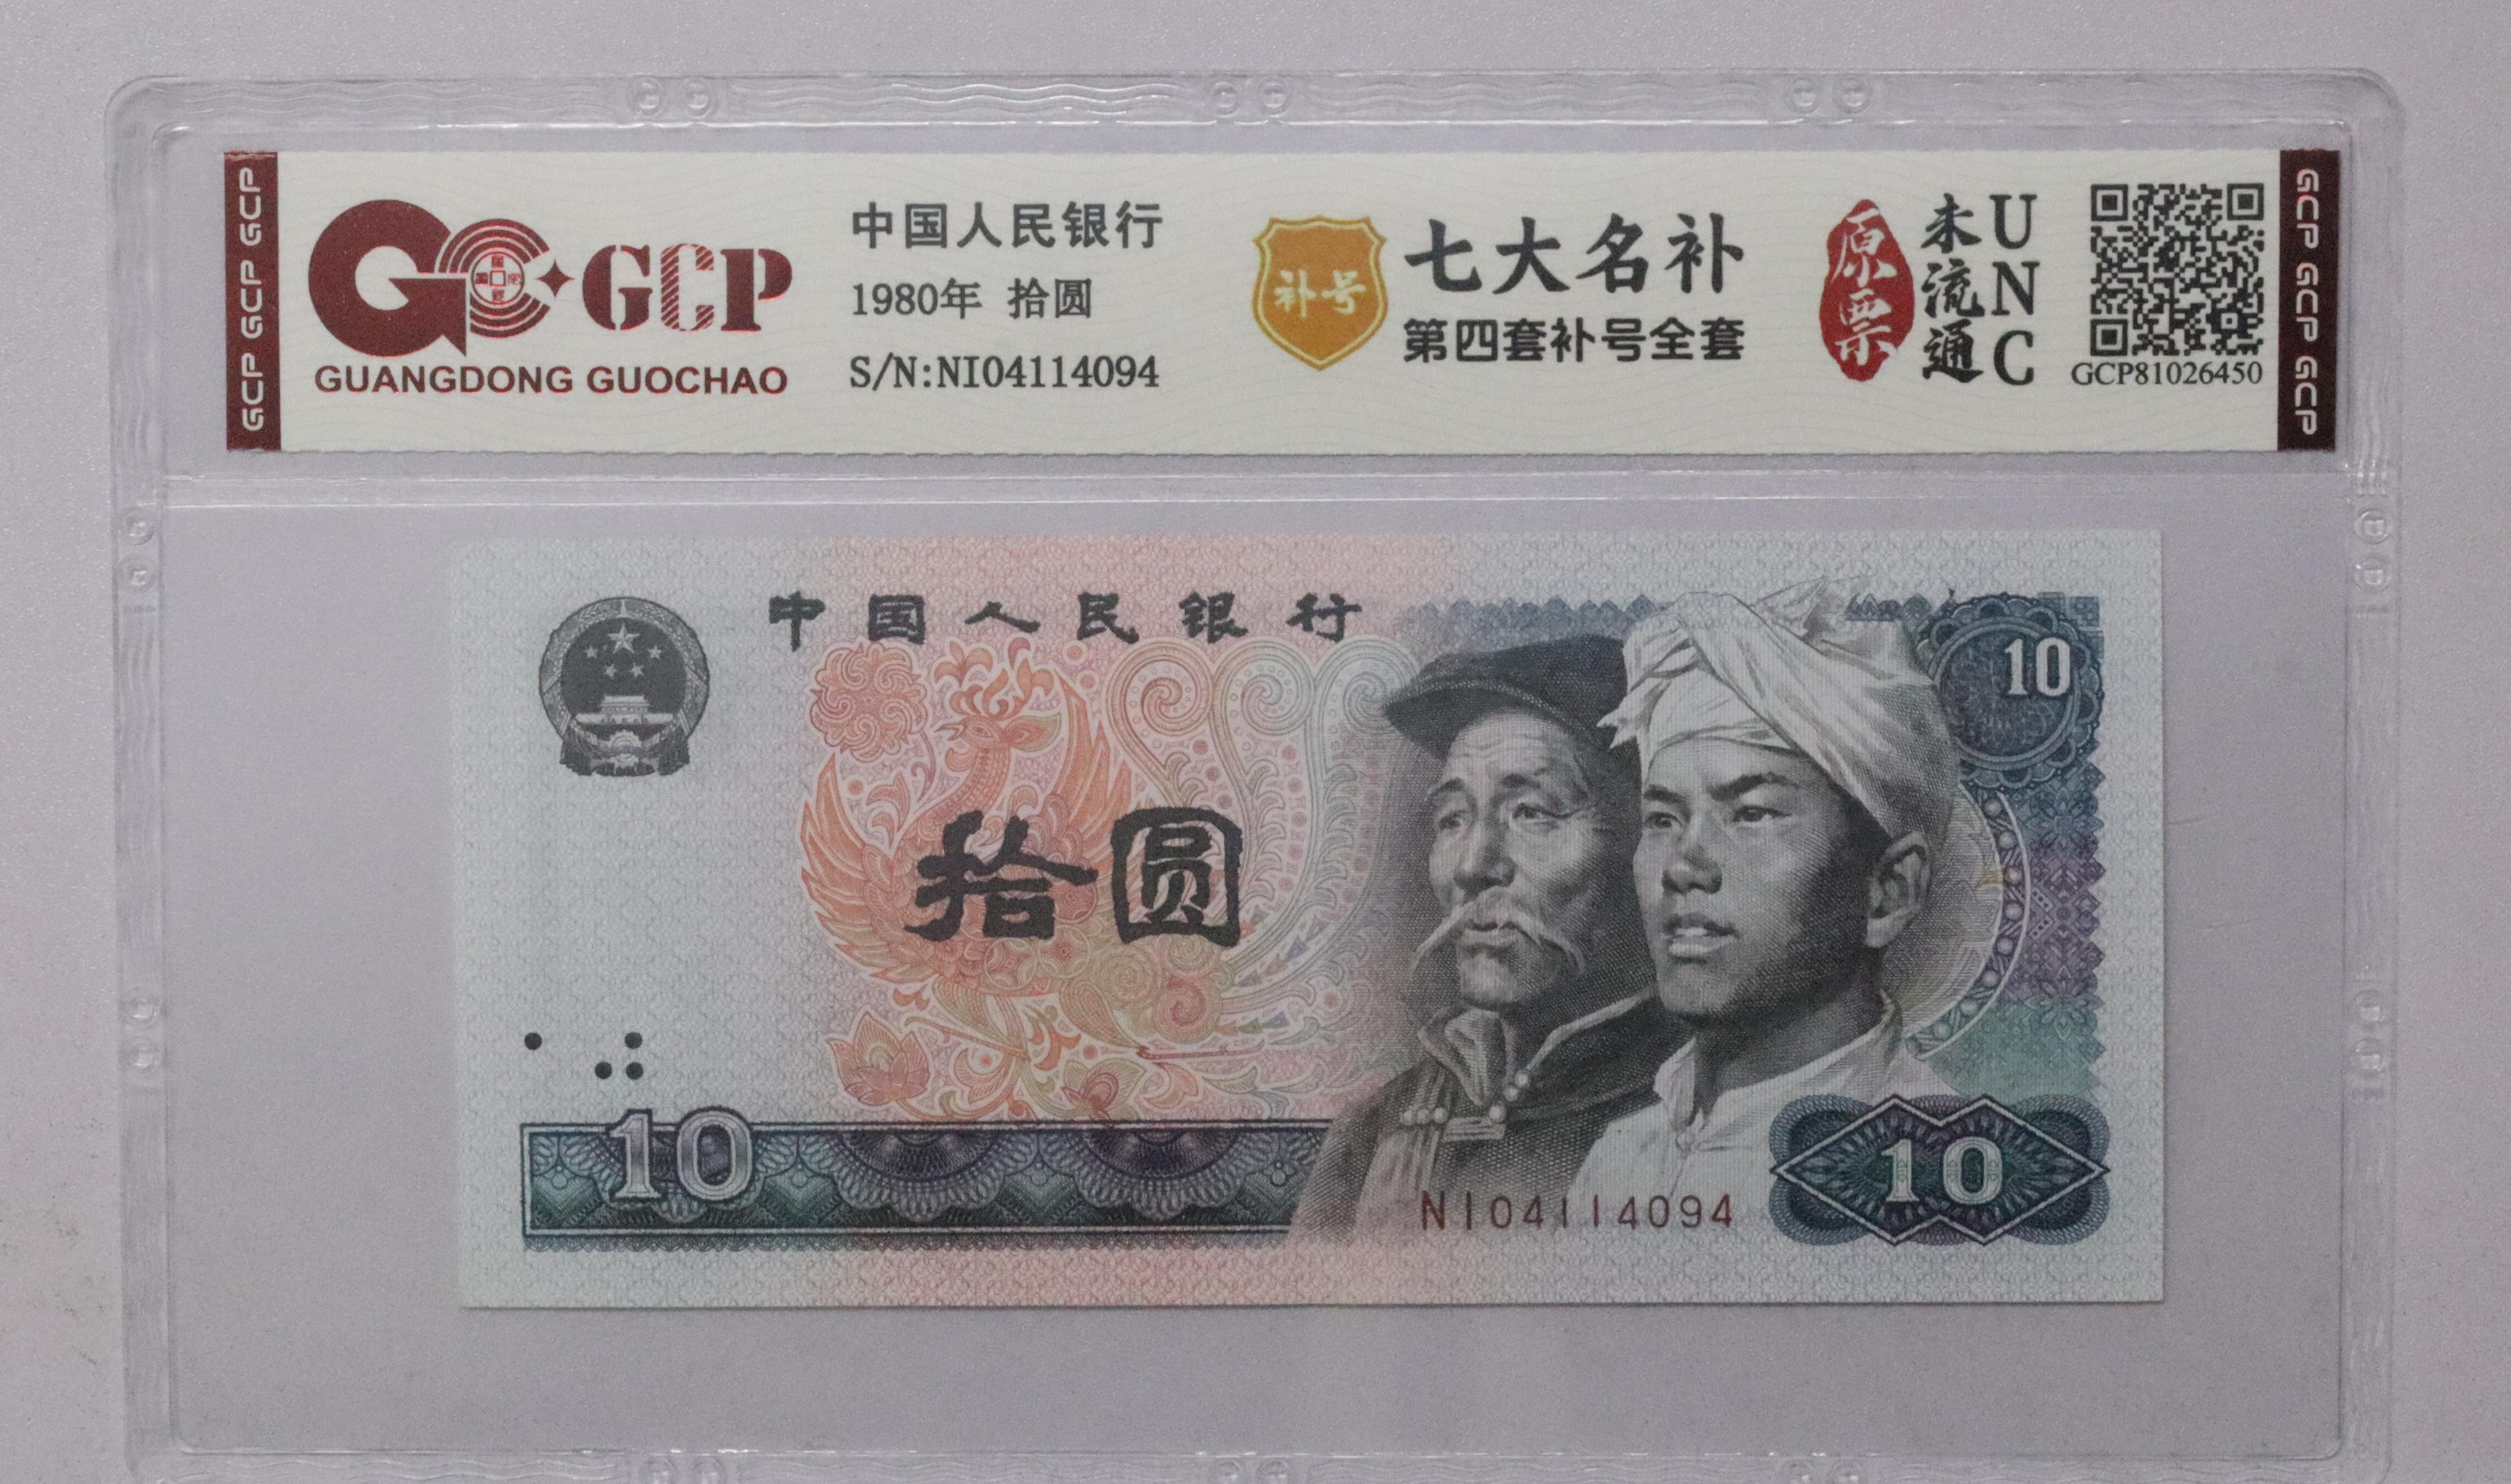 GCP GCP GCP
GC GCP
GUANGDONG GUOCHAO
中国人民银行
1980年 拾圆
S/N:NI04114094
补号
七大名补
第四套补号全套
原票
未流通
UNC
GCP81026450
GCP GCP GCP
中国人民银行
10
拾圆
10
10
NI04114094